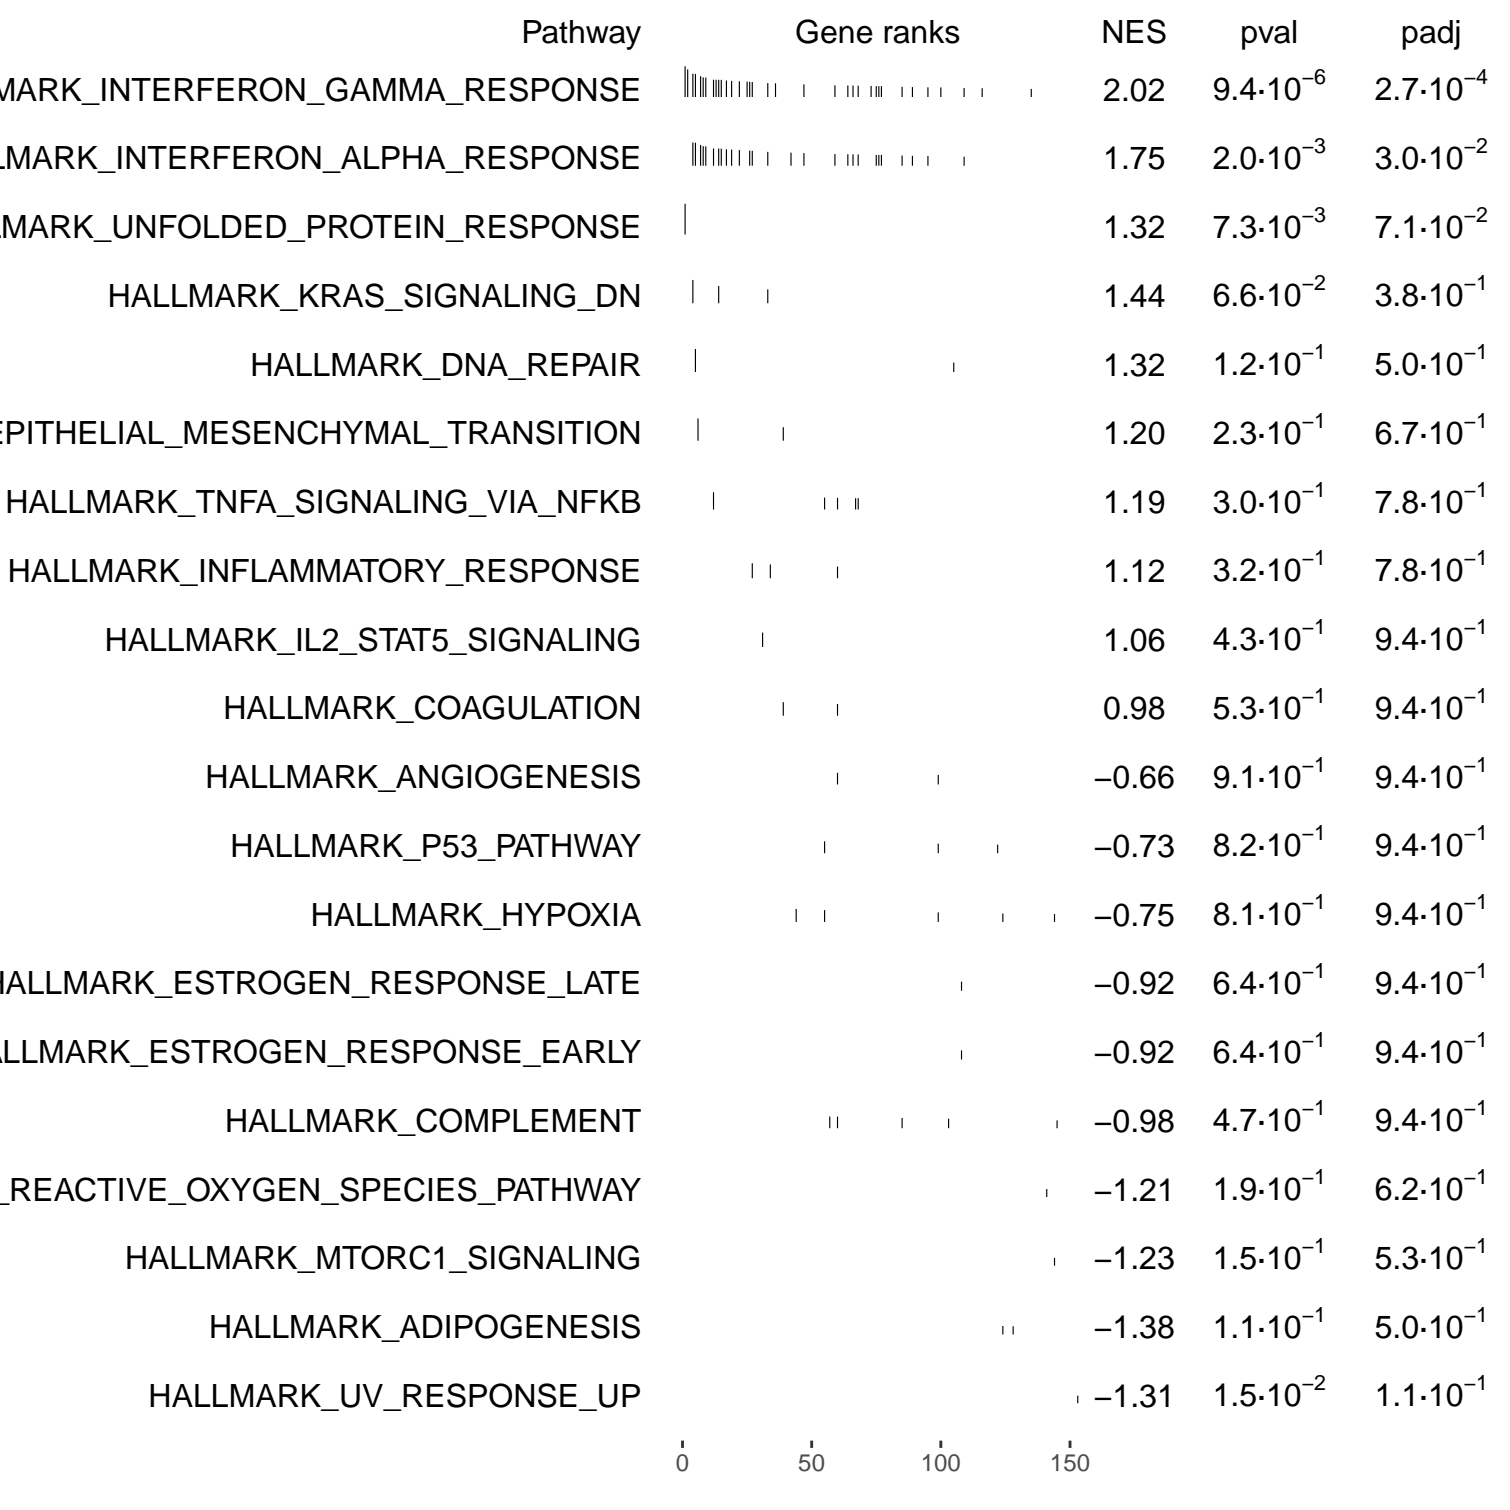 Pathway Gene ranks NES pval padj
MARK_INTERFERON_GAMMA_RESPONSE 2.02 9.4·10⁻⁶ 2.7·10⁻⁴
LMARK_INTERFERON_ALPHA_RESPONSE 1.75 2.0·10⁻³ 3.0·10⁻²
MARK_UNFOLDED_PROTEIN_RESPONSE 1.32 7.3·10⁻³ 7.1·10⁻²
HALLMARK_KRAS_SIGNALING_DN 1.44 6.6·10⁻² 3.8·10⁻¹
HALLMARK_DNA_REPAIR 1.32 1.2·10⁻¹ 5.0·10⁻¹
EPITHELIAL_MESENCHYMAL_TRANSITION 1.20 2.3·10⁻¹ 6.7·10⁻¹
HALLMARK_TNFA_SIGNALING_VIA_NFKB 1.19 3.0·10⁻¹ 7.8·10⁻¹
HALLMARK_INFLAMMATORY_RESPONSE 1.12 3.2·10⁻¹ 7.8·10⁻¹
HALLMARK_IL2_STAT5_SIGNALING 1.06 4.3·10⁻¹ 9.4·10⁻¹
HALLMARK_COAGULATION 0.98 5.3·10⁻¹ 9.4·10⁻¹
HALLMARK_ANGIOGENESIS −0.66 9.1·10⁻¹ 9.4·10⁻¹
HALLMARK_P53_PATHWAY −0.73 8.2·10⁻¹ 9.4·10⁻¹
HALLMARK_HYPOXIA −0.75 8.1·10⁻¹ 9.4·10⁻¹
HALLMARK_ESTROGEN_RESPONSE_LATE −0.92 6.4·10⁻¹ 9.4·10⁻¹
ALLMARK_ESTROGEN_RESPONSE_EARLY −0.92 6.4·10⁻¹ 9.4·10⁻¹
HALLMARK_COMPLEMENT −0.98 4.7·10⁻¹ 9.4·10⁻¹
_REACTIVE_OXYGEN_SPECIES_PATHWAY −1.21 1.9·10⁻¹ 6.2·10⁻¹
HALLMARK_MTORC1_SIGNALING −1.23 1.5·10⁻¹ 5.3·10⁻¹
HALLMARK_ADIPOGENESIS −1.38 1.1·10⁻¹ 5.0·10⁻¹
HALLMARK_UV_RESPONSE_UP −1.31 1.5·10⁻² 1.1·10⁻¹
0 50 100 150